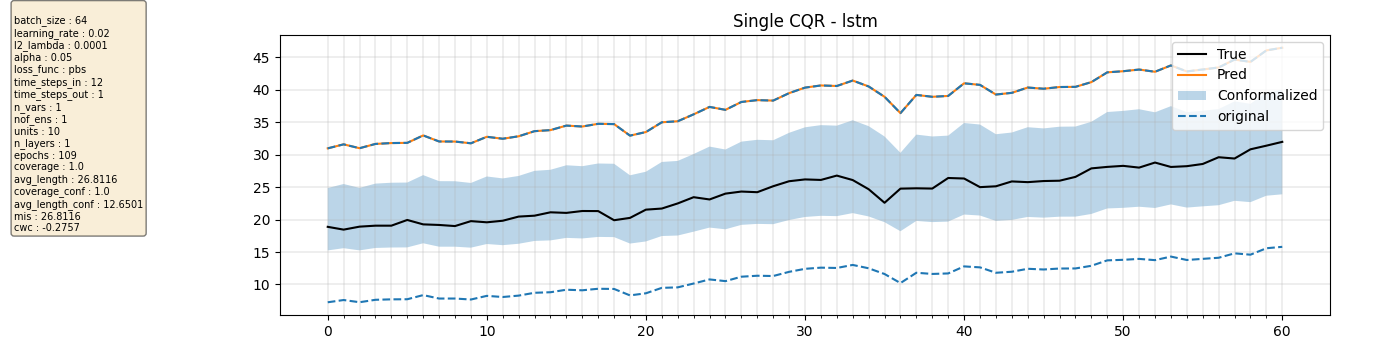 batch_size : 64
learning_rate : 0.02
l2_lambda : 0.0001
alpha : 0.05
loss_func : pbs
time_steps_in : 12
time_steps_out : 1
n_vars : 1
nof_ens : 1
units : 10
n_layers : 1
epochs : 109
coverage : 1.0
avg_length : 26.8116
coverage_conf : 1.0
avg_length_conf : 12.6501
mis : 26.8116
cwc : -0.2757
Single CQR - lstm
45
40
35
30
25
20
15
10
0
10
20
30
40
50
60
True
Pred
Conformalized
original